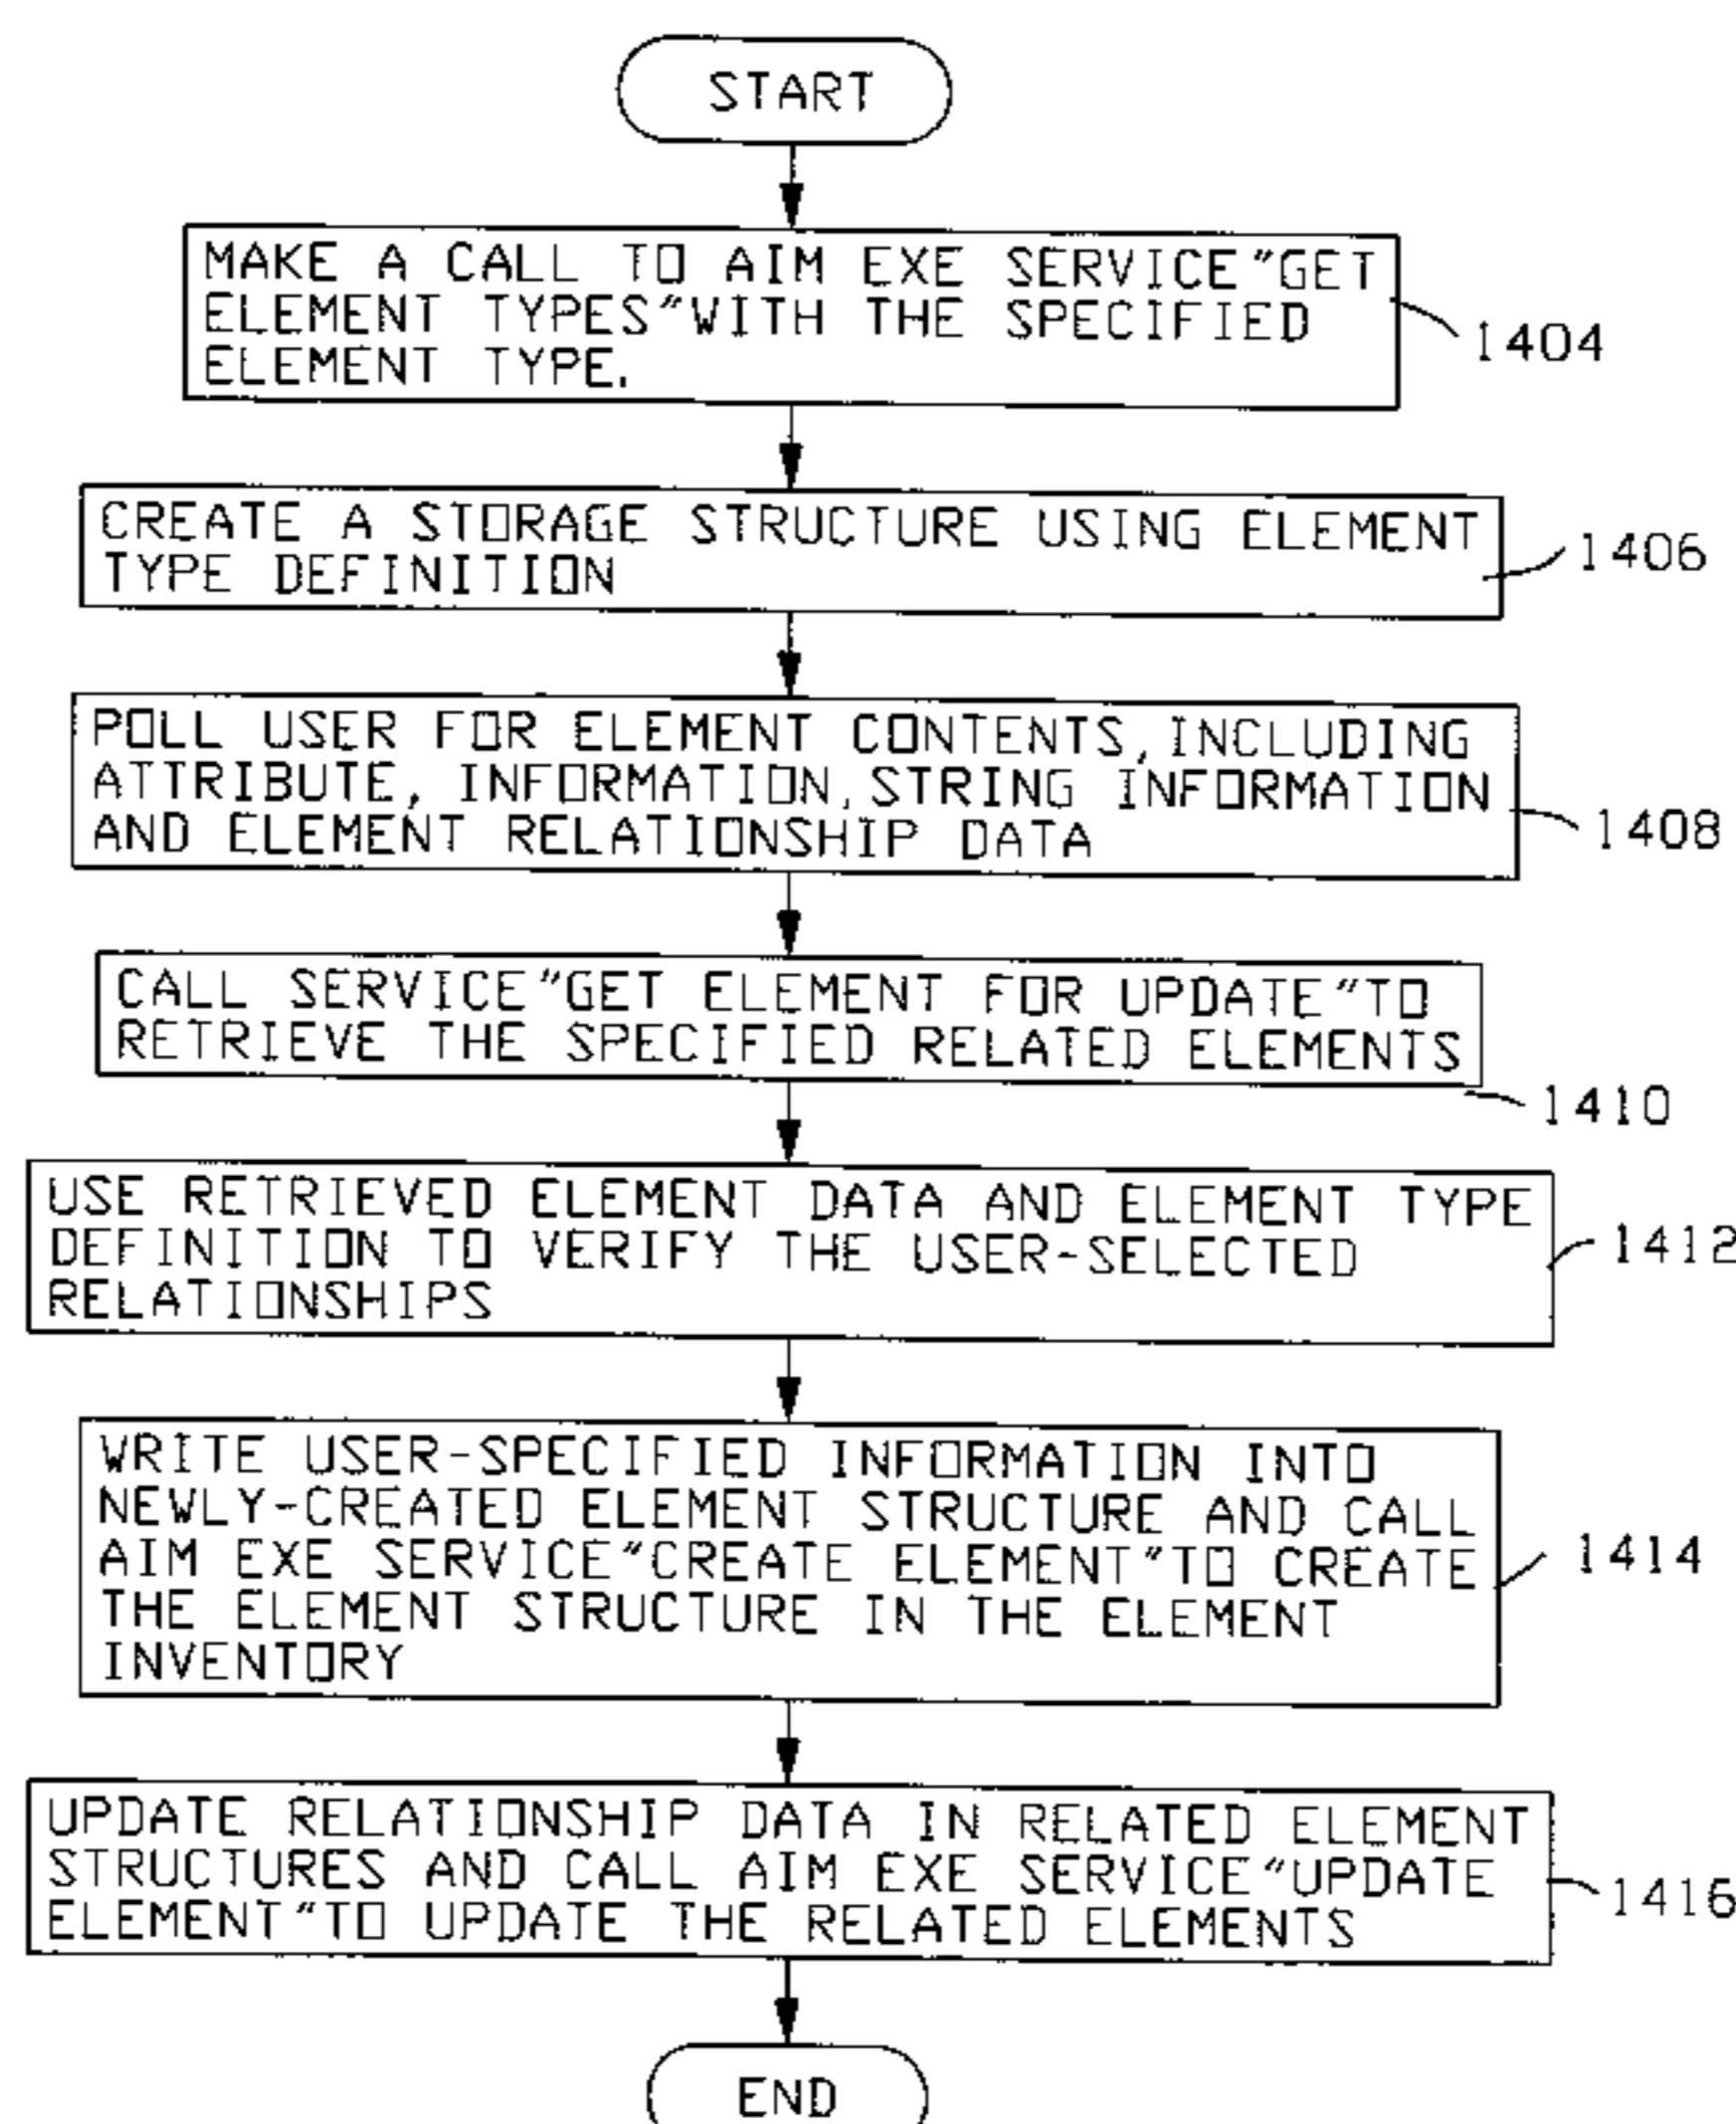 START
MAKE A CALL TO AIM EXE SERVICE"GET
ELEMENT TYPES"WITH THE SPECIFIED
ELEMENT TYPE.
1404
CREATE A STORAGE STRUCTURE USING ELEMENT
TYPE DEFINITION
1406
POLL USER FOR ELEMENT CONTENTS,INCLUDING
ATTRIBUTE, INFORMATION,STRING INFORMATION
AND ELEMENT RELATIONSHIP DATA
1408
CALL SERVICE"GET ELEMENT FOR UPDATE"TO
RETRIEVE THE SPECIFIED RELATED ELEMENTS
1410
USE RETRIEVED ELEMENT DATA AND ELEMENT TYPE
DEFINITION TO VERIFY THE USER-SELECTED
RELATIONSHIPS
1412
WRITE USER-SPECIFIED INFORMATION INTO
NEWLY-CREATED ELEMENT STRUCTURE AND CALL
AIM EXE SERVICE"CREATE ELEMENT"TO CREATE
THE ELEMENT STRUCTURE IN THE ELEMENT
INVENTORY
1414
UPDATE RELATIONSHIP DATA IN RELATED ELEMENT
STRUCTURES AND CALL AIM EXE SERVICE"UPDATE
ELEMENT"TO UPDATE THE RELATED ELEMENTS
1416
END